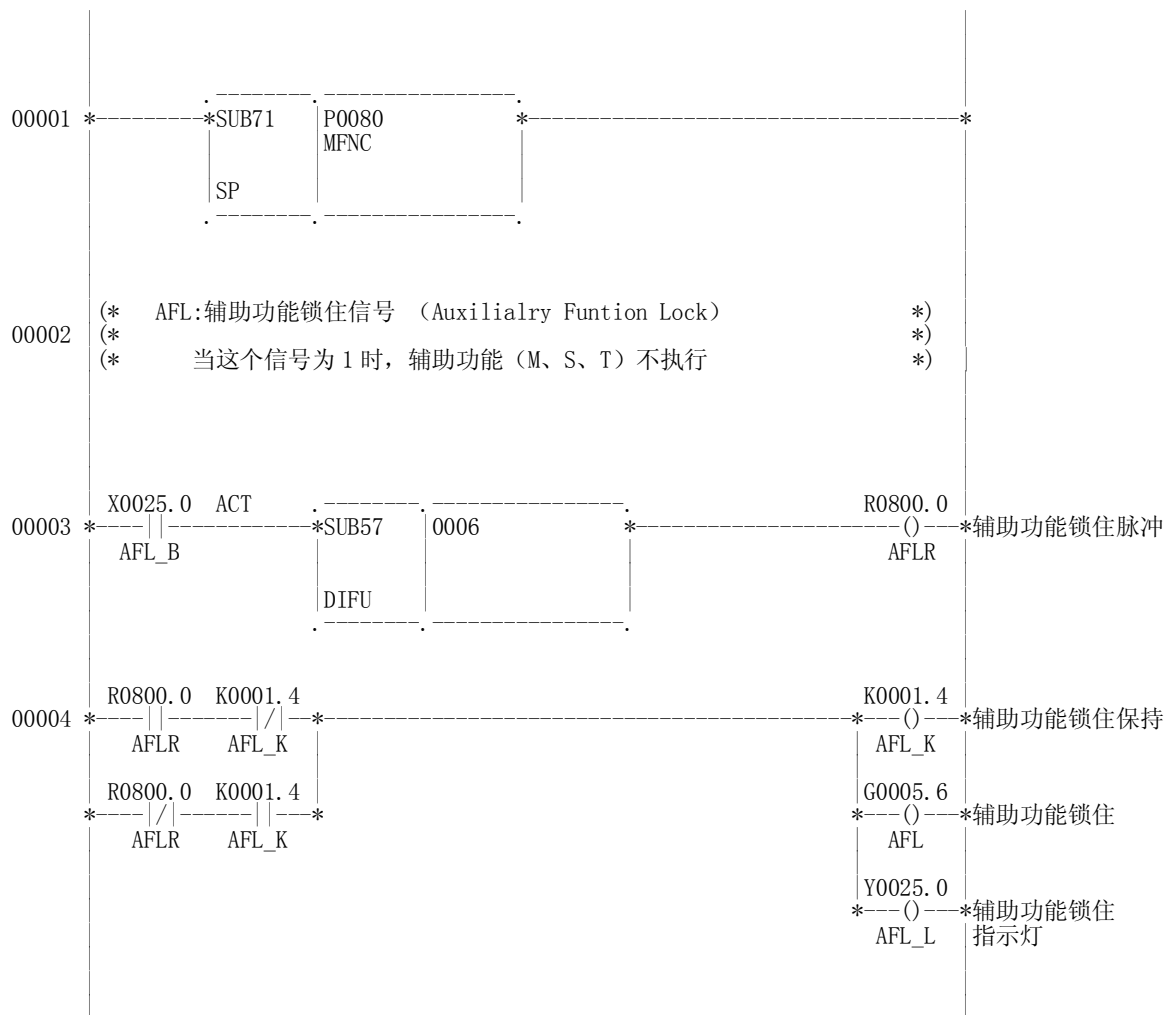 00001 SUB71 P0080
MFNC
SP
(* AFL:辅助功能锁住信号 (Auxilialry Funtion Lock) *)
00002 (* *)
(* 当这个信号为1时，辅助功能（M、S、T）不执行 *)
X0025.0 ACT R0800.0
00003 SUB57 0006 () 辅助功能锁住脉冲
AFL_B AFLR
DIFU
R0800.0 K0001.4 K0001.4
00004 () 辅助功能锁住保持
AFLR AFL_K AFL_K
R0800.0 K0001.4 G0005.6
() 辅助功能锁住
AFLR AFL_K AFL
Y0025.0
() 辅助功能锁住
AFL_L 指示灯